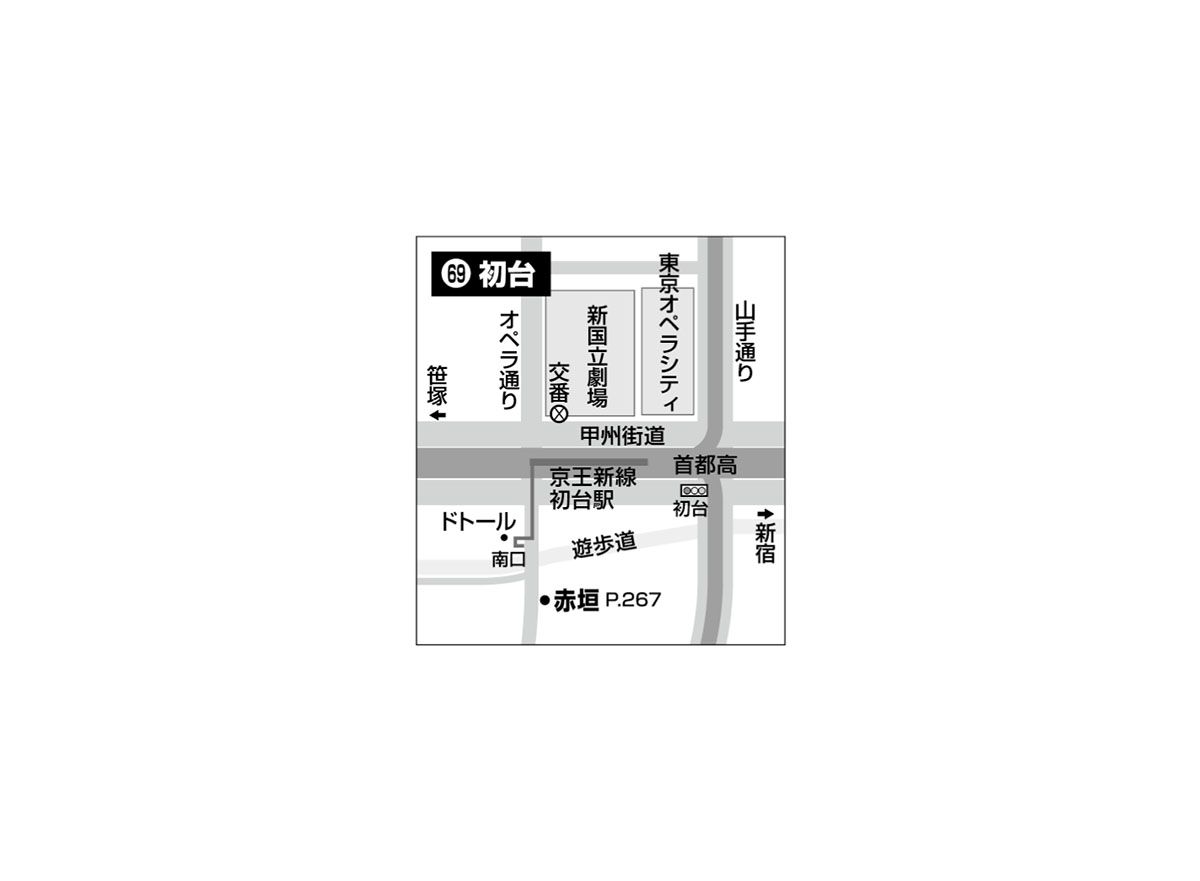 69 初台
東京オペラシティ
新国立劇場
オペラ通り
山手通り
交番
笹塚
甲州街道
首都高
京王新線
初台駅
初台
ドトール
新宿
遊歩道
南口
赤垣 P.267